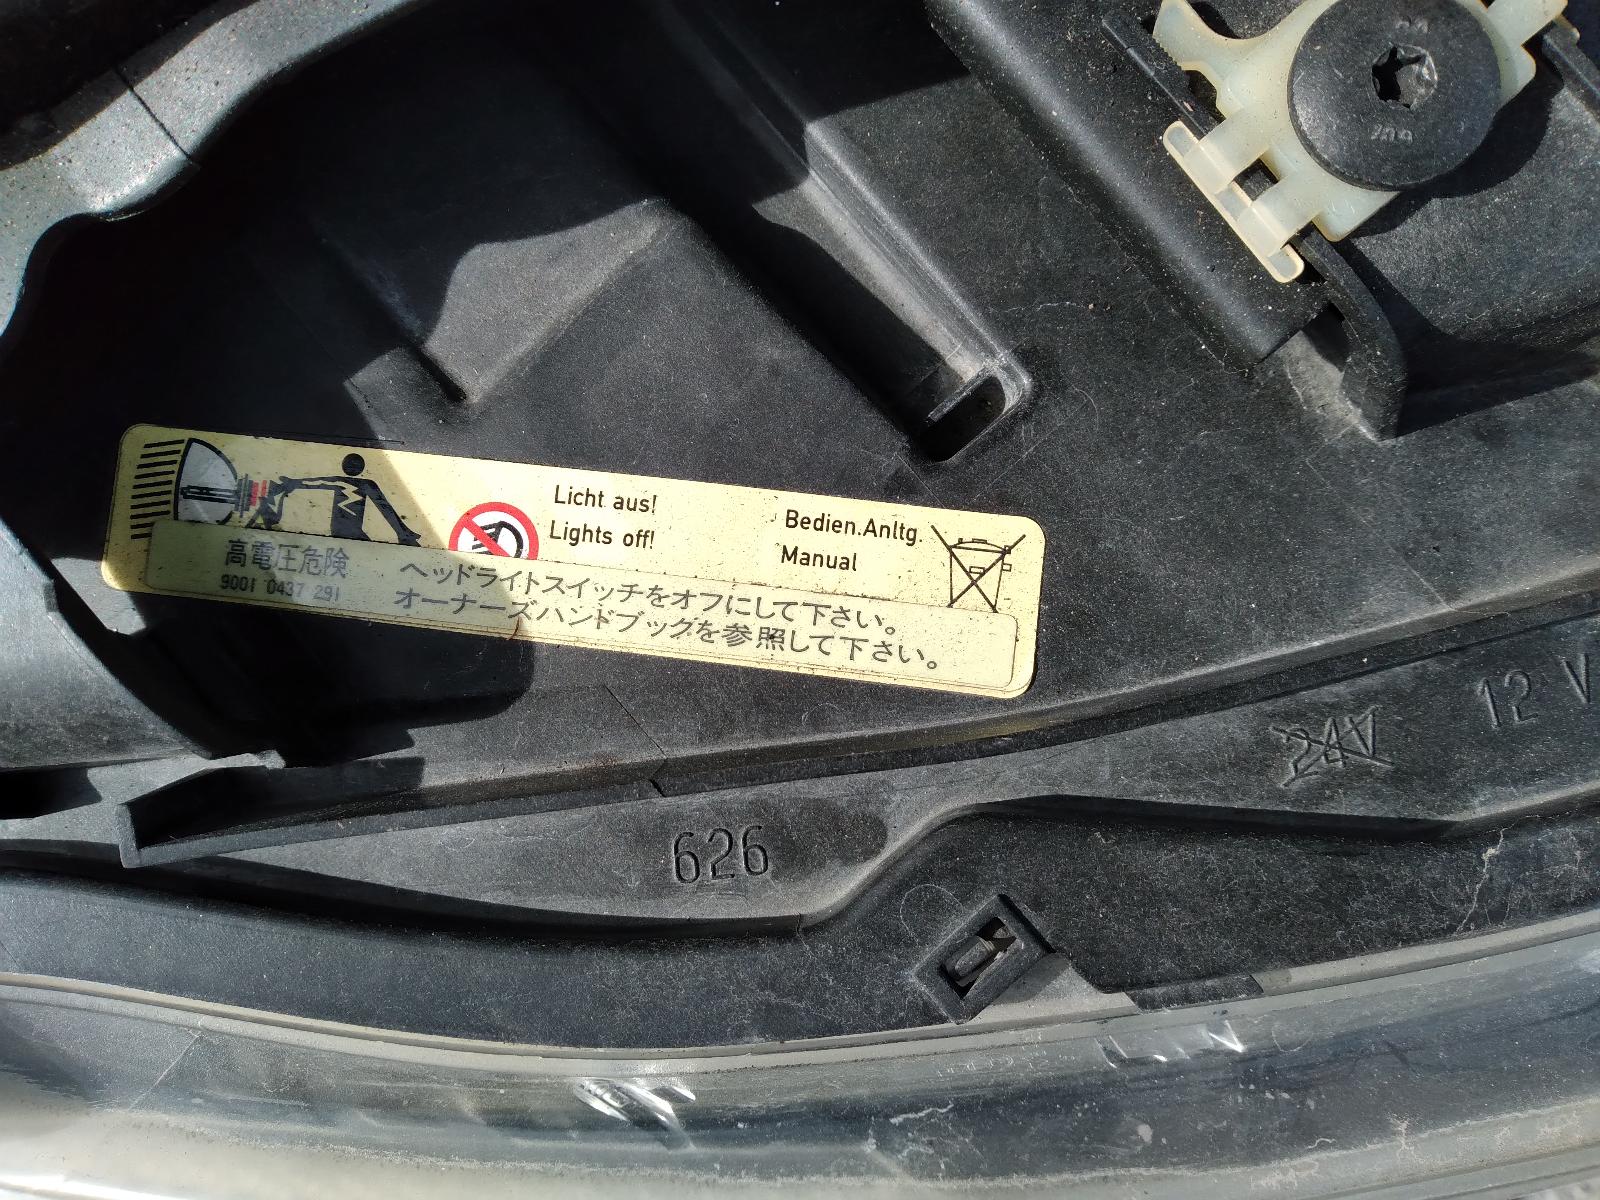 Licht aus!
Lights off!
Bedien.Anltg.
Manual
高電圧危険
9001 0437 291
ヘッドライトスイッチをオフにして下さい。
オーナーズハンドブックを参照して下さい。
24V
12 V
626